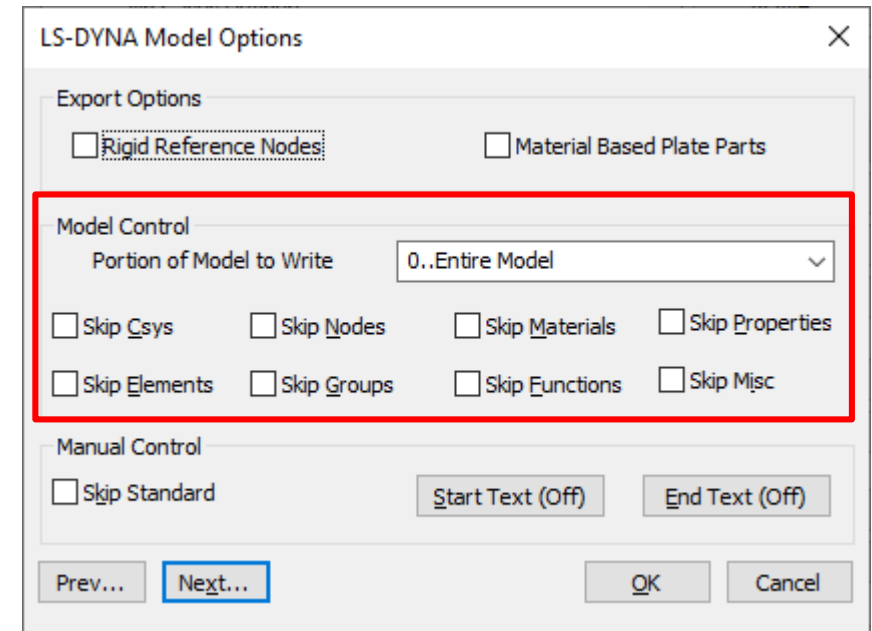 LS-DYNA Model Options
Export Options
Rigid Reference Nodes Material Based Plate Parts
Model Control
Portion of Model to Write 0..Entire Model
Skip Csys Skip Nodes Skip Materials Skip Properties
Skip Elements Skip Groups Skip Functions Skip Misc
Manual Control
Skip Standard Start Text (Off) End Text (Off)
Prev... Next... OK Cancel